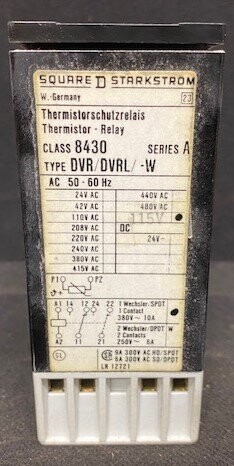 SQUARE D STARKSTROM
W.-Germany 23
Thermistorschutzrelais
Thermistor - Relay
CLASS 8430 SERIES A
TYPE DVR/DVRL/ -W
AC 50-60 Hz
24V AC 440V AC
42V AC 480V AC
110V AC 115V
208V AC DC
220V AC 24V-
240V AC
380V AC
415V AC
P1 P2
A1 14 12 24 22 1 Wechsler/SPDT
1 Contact
380V~ 10A
2 Wechsler/DPDT W
2 Contacts
A2 11 21 250V~ 6A
9A 300V AC HD/SPDT
6A 300V AC SD/DPDT
LR 12721